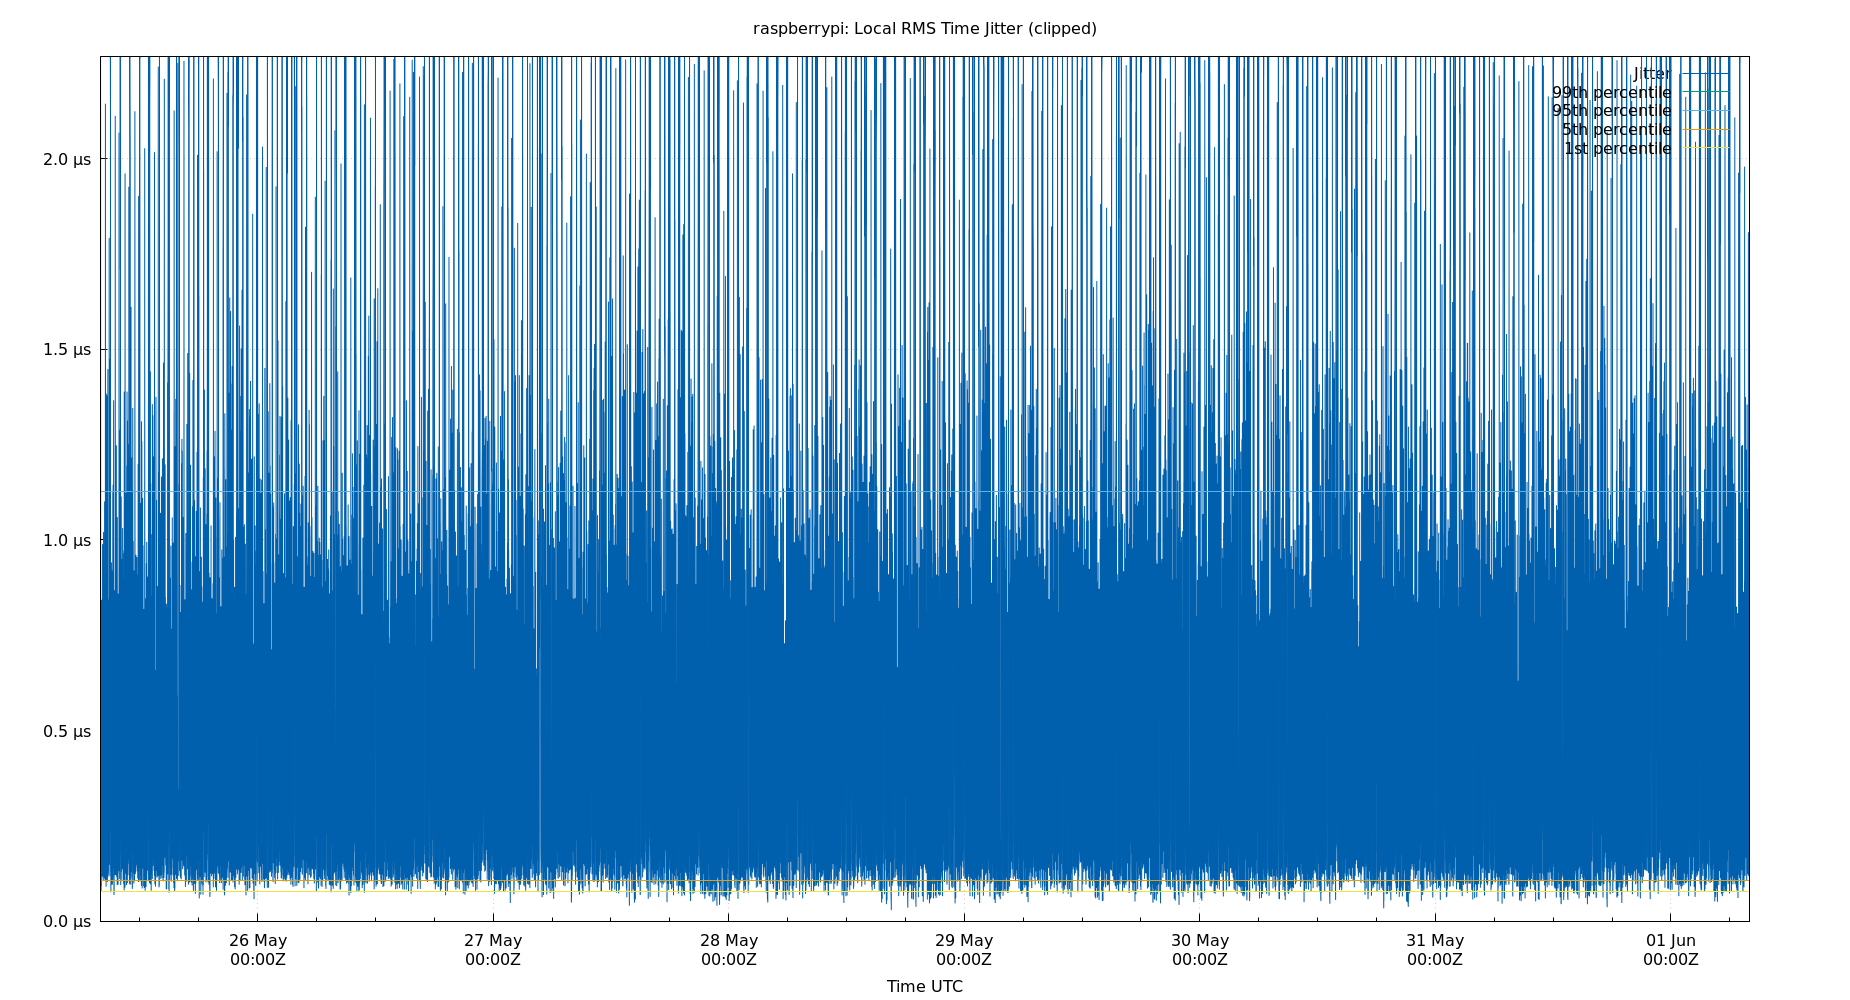 raspberrypi: Local RMS Time Jitter (clipped)
Jitter
99th percentile
95th percentile
5th percentile
1st percentile
2.0 µs
1.5 µs
1.0 µs
0.5 µs
0.0 µs
26 May 27 May 28 May 29 May 30 May 31 May 01 Jun
00:00Z 00:00Z 00:00Z 00:00Z 00:00Z 00:00Z 00:00Z
Time UTC